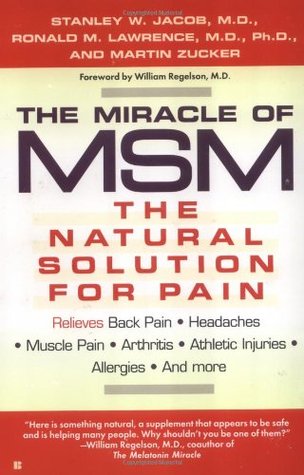 STANLEY W. JACOB, M.D.,
RONALD M. LAWRENCE, M.D., Ph.D.,
AND MARTIN ZUCKER
Foreword by William Regelson, M.D.
THE MIRACLE OF
MSM
THE
NATURAL
SOLUTION
FOR PAIN
Relieves Back Pain • Headaches
• Muscle Pain • Arthritis • Athletic Injuries •
Allergies • And more
"Here is something natural, a supplement that appears to be safe
and is helping many people. Why shouldn't you be one of them?"
—William Regelson, M.D., coauthor of
The Melatonin Miracle
B